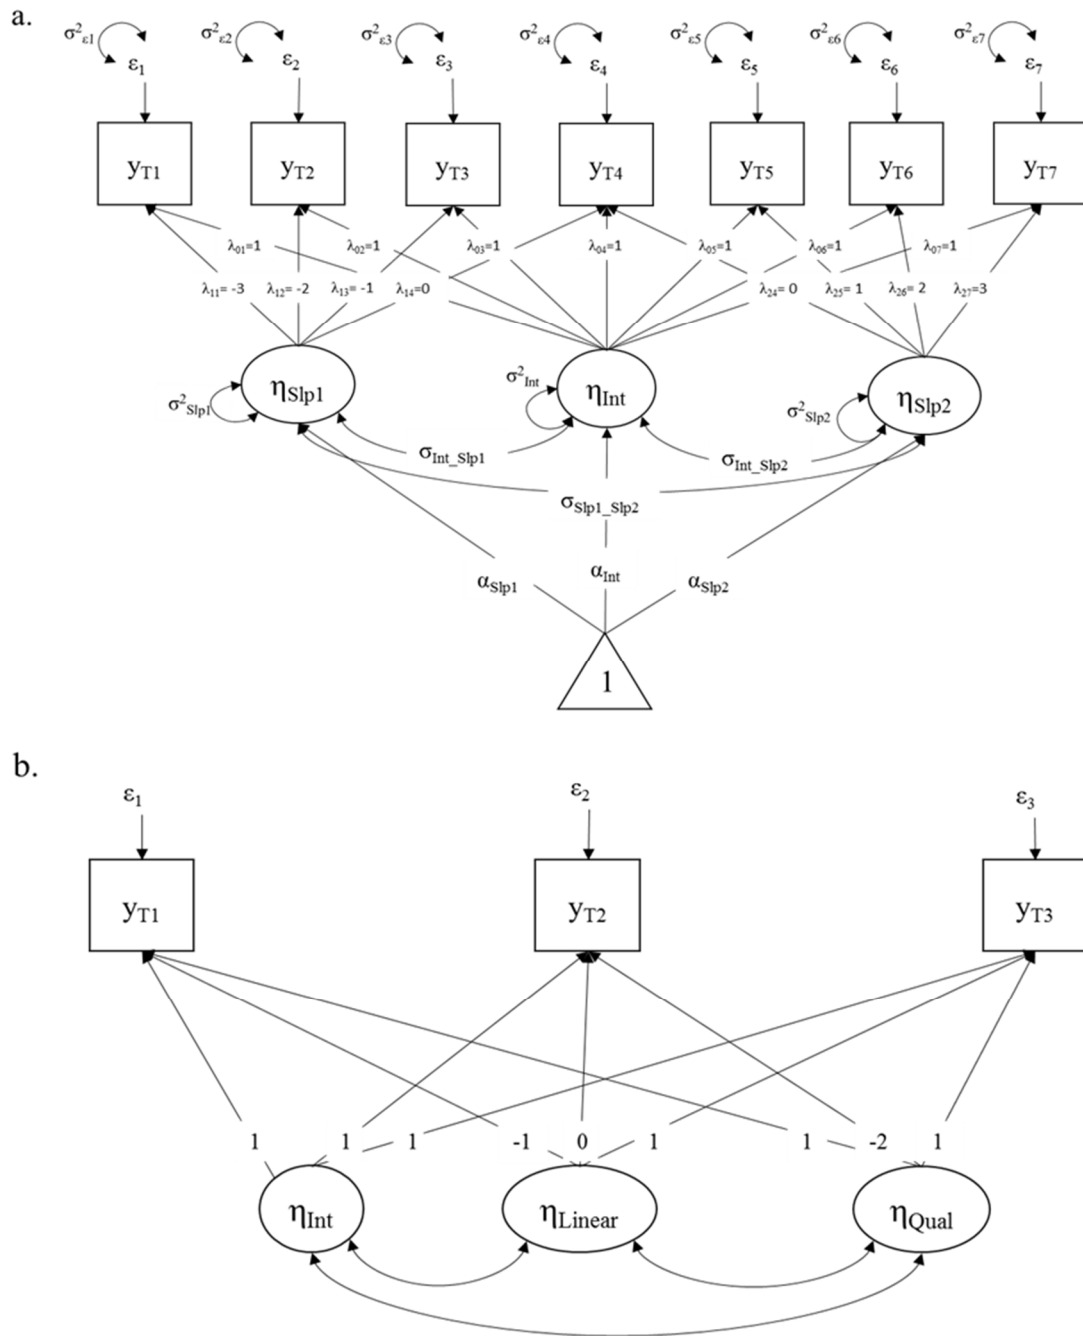 a.
σ²ε1 σ²ε2 σ²ε3 σ²ε4 σ²ε5 σ²ε6 σ²ε7
ε1 ε2 ε3 ε4 ε5 ε6 ε7
yT1 yT2 yT3 yT4 yT5 yT6 yT7
λ01=1 λ02=1 λ03=1 λ04=1 λ05=1 λ06=1 λ07=1
λ11= -3 λ12= -2 λ13= -1 λ14=0 λ24= 0 λ25= 1 λ26= 2 λ27=3
σ²Slp1 ηSlp1 σ²Int ηInt σ²Slp2 ηSlp2
σInt_Slp1 σInt_Slp2
σSlp1_Slp2
αSlp1 αInt αSlp2
1
b.
ε1 ε2 ε3
yT1 yT2 yT3
1 1 1 -1 0 1 1 -2 1
ηInt ηLinear ηQual